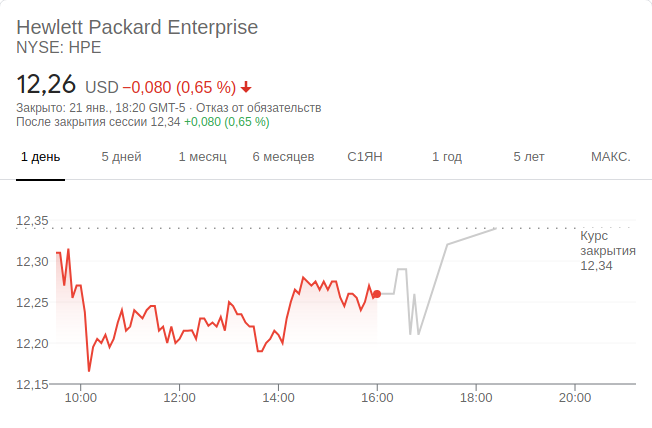 Hewlett Packard Enterprise
NYSE: HPE
12,26 USD −0,080 (0,65 %)
Закрыто: 21 янв., 18:20 GMT-5 · Отказ от обязательств
После закрытия сессии 12,34 +0,080 (0,65 %)
1 день 5 дней 1 месяц 6 месяцев С1ЯН 1 год 5 лет МАКС.
12,35
Курс
закрытия
12,34
12,30
12,25
12,20
12,15
10:00 12:00 14:00 16:00 18:00 20:00